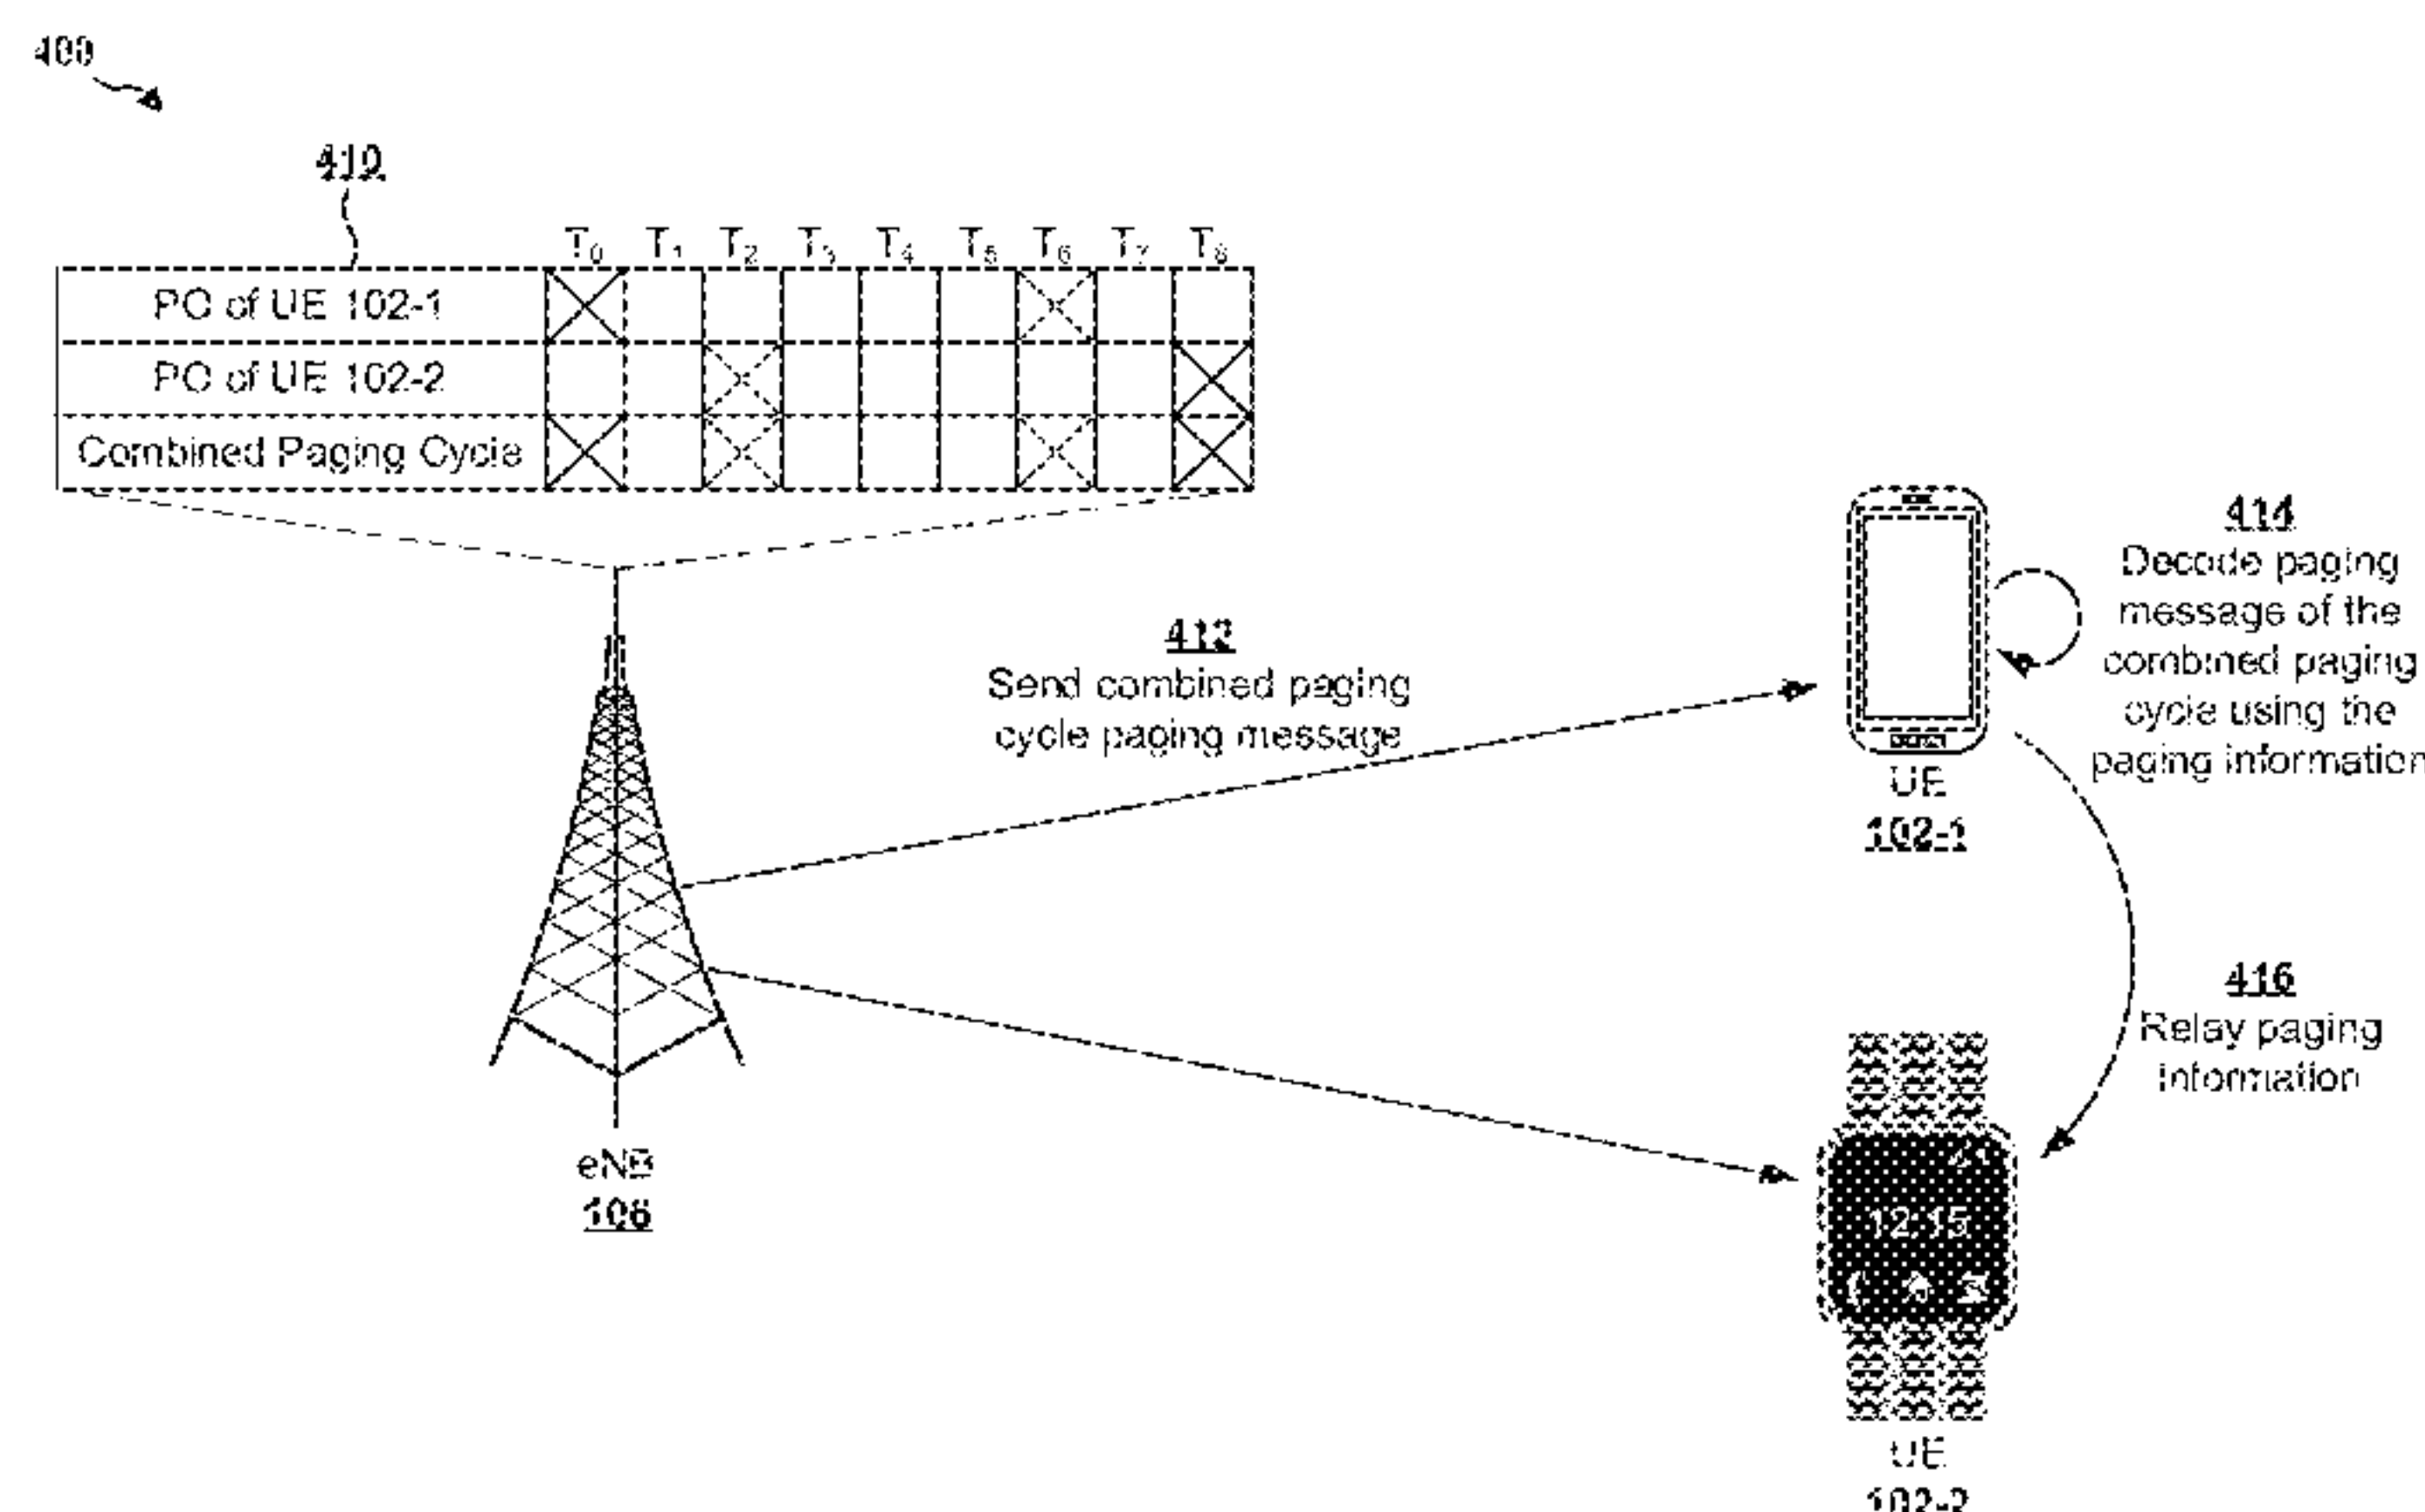 400
410
T0 T1 T2 T3 T4 T5 T6 T7 T8
PC of UE 102-1
PC of UE 102-2
Combined Paging Cycle
412
Send combined paging
cycle paging message
414
Decode paging
message of the
combined paging
cycle using the
paging information
UE
102-1
416
Relay paging
information
eNB
106
12:15
UE
102-2